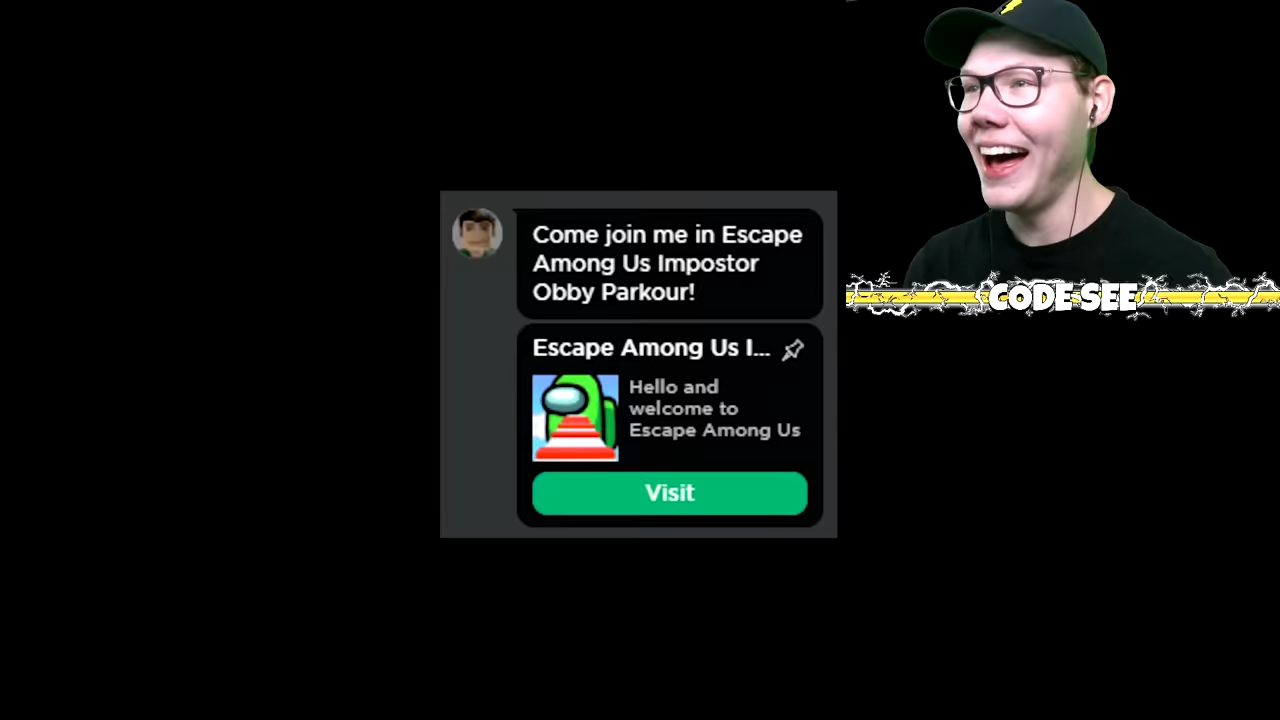 Come join me in Escape
Among Us Impostor
Obby Parkour!
Escape Among Us I...
Hello and
welcome to
Escape Among Us
Visit
CODE SEE